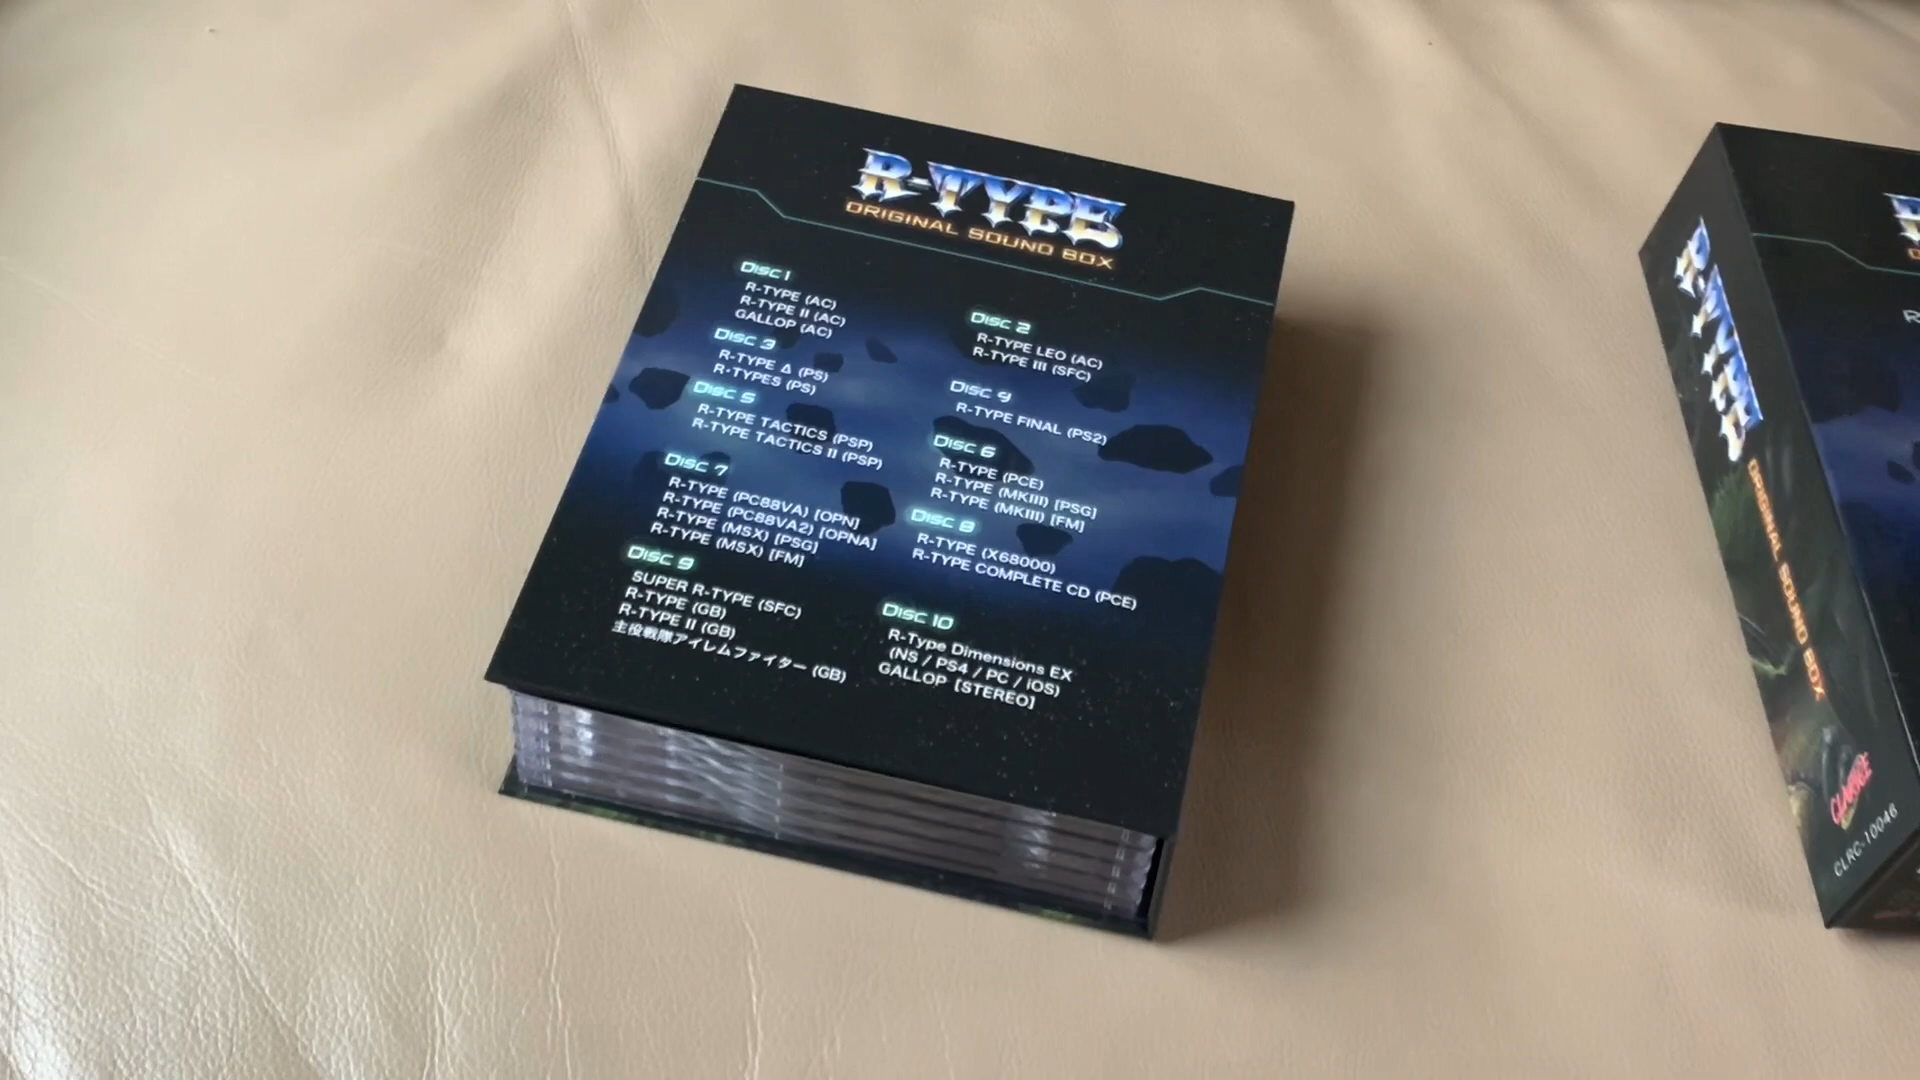 R-TYPE
ORIGINAL SOUND BOX
Disc 1
R-TYPE (AC)
R-TYPE II (AC)
GALLOP (AC)
Disc 2
R-TYPE LEO (AC)
R-TYPE III (SFC)
Disc 3
R-TYPE Δ (PS)
R・TYPES (PS)
Disc 4
R-TYPE FINAL (PS2)
Disc 5
R-TYPE TACTICS (PSP)
R-TYPE TACTICS II (PSP)
Disc 6
R-TYPE (PCE)
R-TYPE (MKIII) [PSG]
R-TYPE (MKIII) [FM]
Disc 7
R-TYPE (PC88VA) [OPN]
R-TYPE (PC88VA2) [OPNA]
R-TYPE (MSX) [PSG]
R-TYPE (MSX) [FM]
Disc 8
R-TYPE (X68000)
R-TYPE COMPLETE CD (PCE)
Disc 9
SUPER R-TYPE (SFC)
R-TYPE (GB)
R-TYPE II (GB)
主役戦隊アイレムファイター (GB)
Disc 10
R-Type Dimensions EX
(NS / PS4 / PC / iOS)
GALLOP [STEREO]
R-TYPE
ORIGINAL SOUND BOX
CLARICE
CLRC-10046